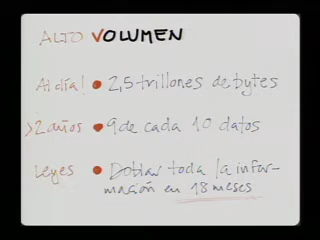 ALTO VOLUMEN
Al día! • 2,5 trillones de bytes
>2 años • 9 de cada 10 datos
Leyes • Doblar toda la infor-
mación en 18 meses